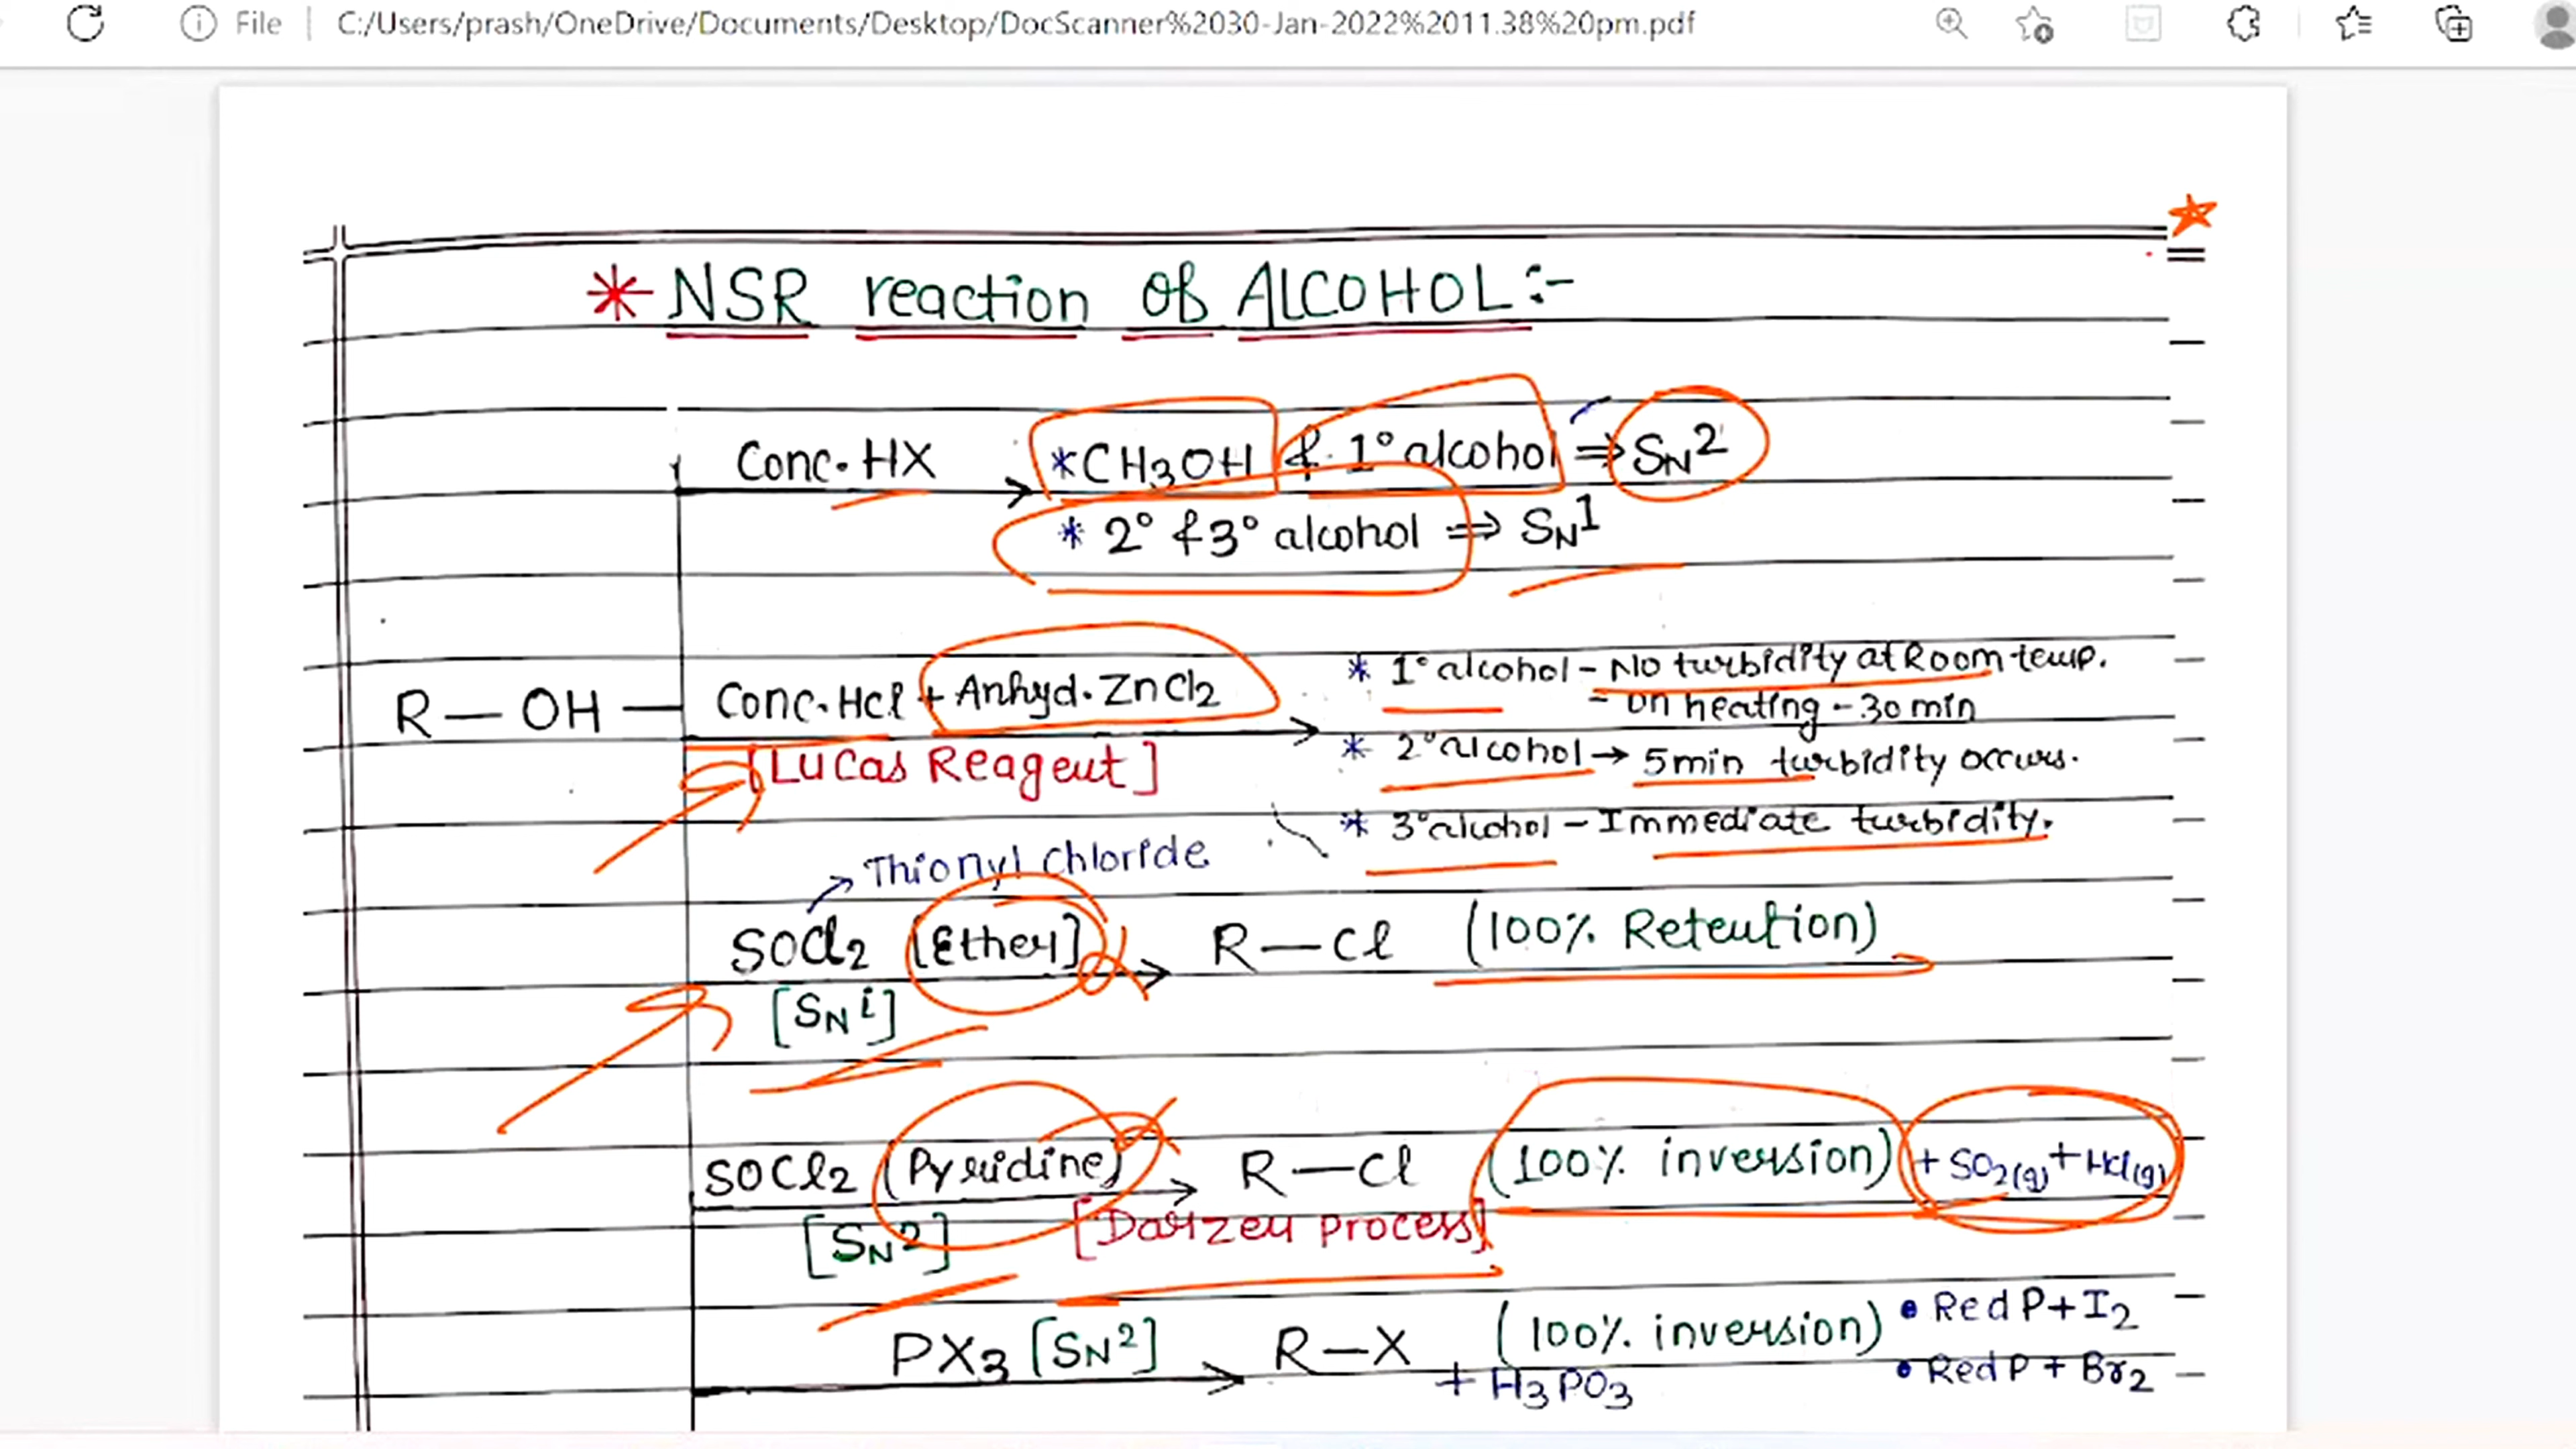 File | C:/Users/prash/OneDrive/Documents/Desktop/DocScanner%2030-Jan-2022%2011.38%20pm.pdf
* NSR reaction of ALCOHOL:-
Conc. HX
*CH3OH & 1° alcohol ⇒ SN2
* 2° & 3° alcohol ⇒ SN1
R—OH
Conc. HCl + Anhyd. ZnCl2
[Lucas Reagent]
* 1° alcohol – No turbidity at Room temp.
- on heating - 30 min
* 2° alcohol → 5min turbidity occurs.
* 3° alcohol – Immediate turbidity.
→ Thionyl Chloride
SOCl2 [Ether] → R—Cl (100% Retention)
[SNi]
SOCl2 (Pyridine) → R—Cl (100% inversion) + SO2(g) + HCl(g)
[SN2] [Darzen process]
PX3 [SN2] → R—X (100% inversion)
+ H3PO3
• Red P + I2
• Red P + Br2